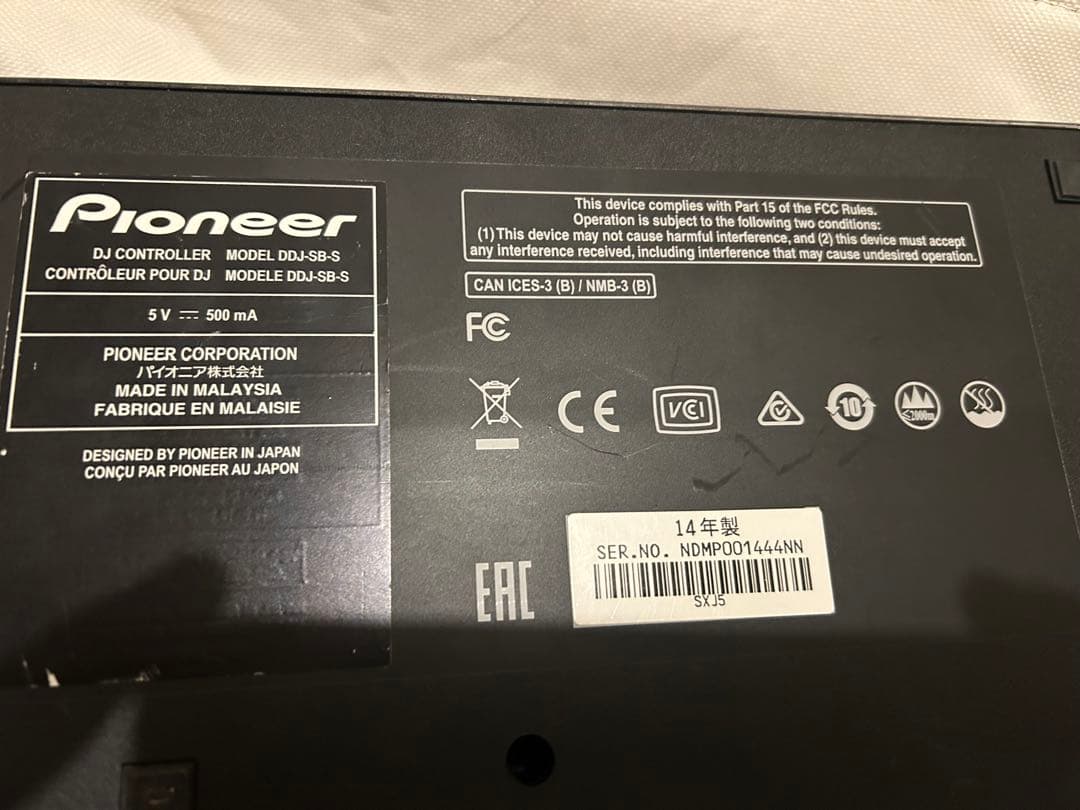 Pioneer
DJ CONTROLLER MODEL DDJ-SB-S
CONTRÔLEUR POUR DJ MODELE DDJ-SB-S
5 V ⎓ 500 mA
PIONEER CORPORATION
パイオニア株式会社
MADE IN MALAYSIA
FABRIQUE EN MALAISIE
DESIGNED BY PIONEER IN JAPAN
CONÇU PAR PIONEER AU JAPON
This device complies with Part 15 of the FCC Rules.
Operation is subject to the following two conditions:
(1) This device may not cause harmful interference, and (2) this device must accept
any interference received, including interference that may cause undesired operation.
CAN ICES-3 (B) / NMB-3 (B)
FC
CE
VCI
10
≤2000m
EAC
14年製
SER.NO. NDMP001444NN
SXJ5